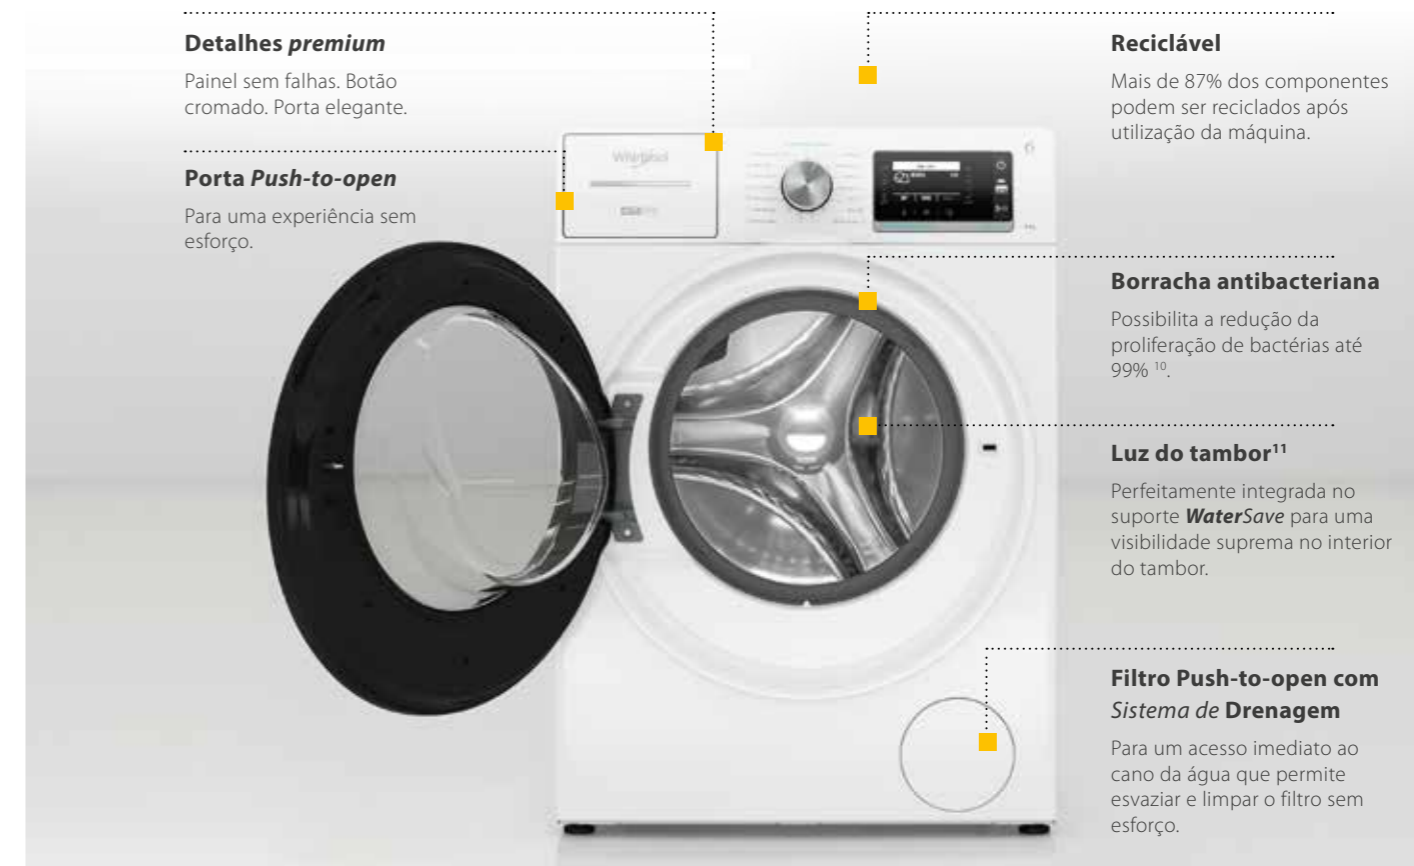 Detalhes premium
Painel sem falhas. Botão
cromado. Porta elegante.
Porta Push-to-open
Para uma experiência sem
esforço.
Whirlpool
Reciclável
Mais de 87% dos componentes
podem ser reciclados após
utilização da máquina.
Borracha antibacteriana
Possibilita a redução da
proliferação de bactérias até
99% ¹⁰.
Luz do tambor¹¹
Perfeitamente integrada no
suporte WaterSave para uma
visibilidade suprema no interior
do tambor.
Filtro Push-to-open com
Sistema de Drenagem
Para um acesso imediato ao
cano da água que permite
esvaziar e limpar o filtro sem
esforço.